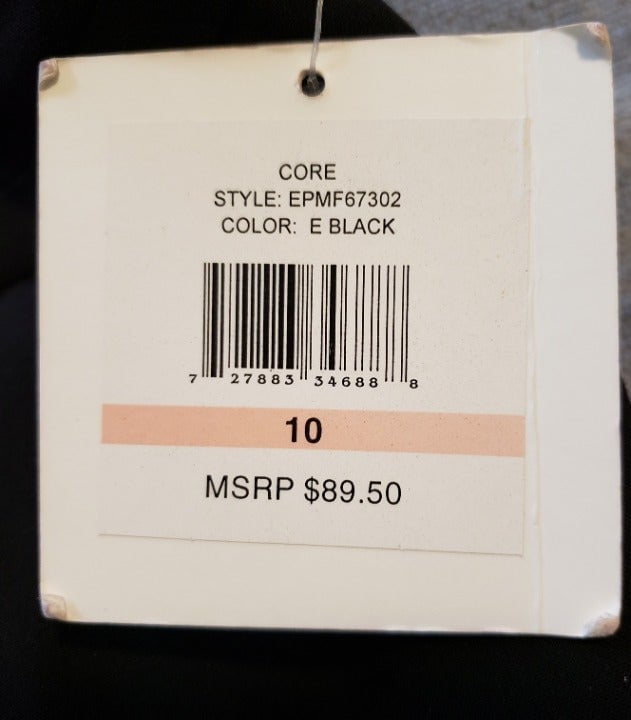 CORE
STYLE: EPMF67302
COLOR: E BLACK
7 27883 34688 8
10
MSRP $89.50